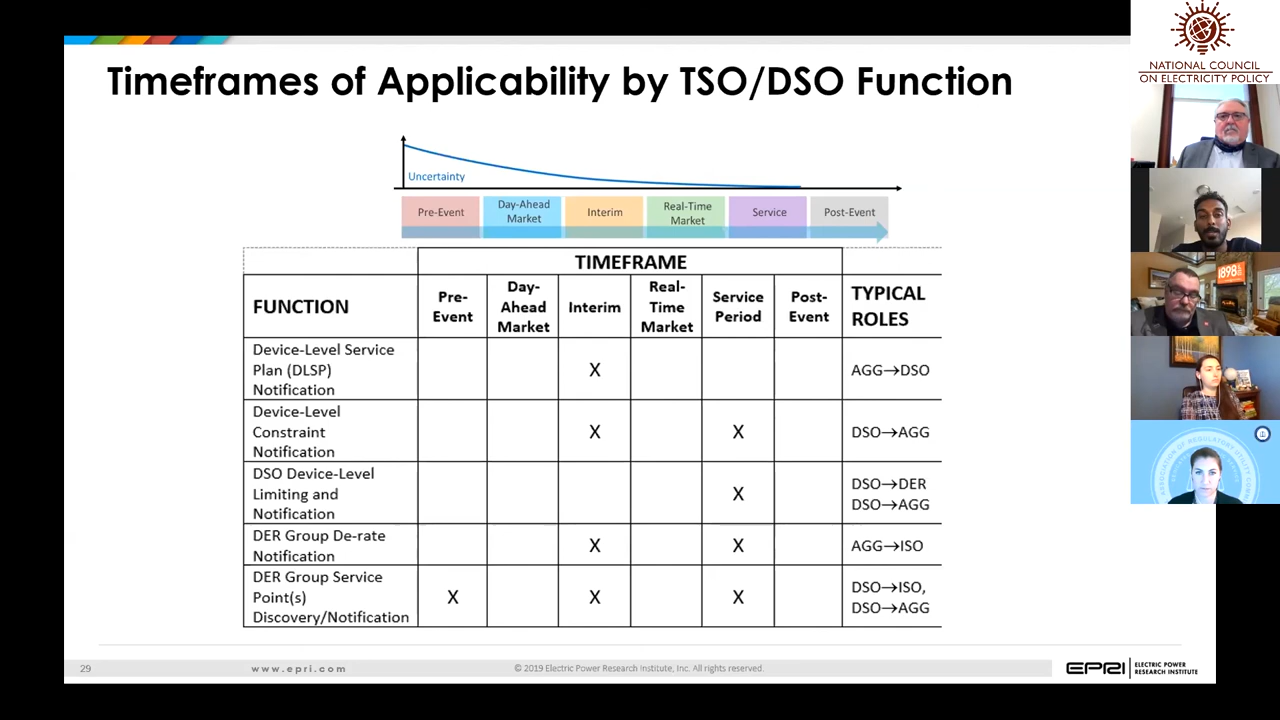 Timeframes of Applicability by TSO/DSO Function
NATIONAL COUNCIL
ON ELECTRICITY POLICY
Uncertainty
Pre-Event
Day-Ahead
Market
Interim
Real-Time
Market
Service
Post-Event
TIMEFRAME
FUNCTION
Pre-
Event
Day-
Ahead
Market
Interim
Real-
Time
Market
Service
Period
Post-
Event
TYPICAL
ROLES
Device-Level Service
Plan (DLSP)
Notification
X
AGG→DSO
Device-Level
Constraint
Notification
X
X
DSO→AGG
DSO Device-Level
Limiting and
Notification
X
DSO→DER
DSO→AGG
DER Group De-rate
Notification
X
X
AGG→ISO
DER Group Service
Point(s)
Discovery/Notification
X
X
X
DSO→ISO,
DSO→AGG
1898
29
www.epri.com
© 2019 Electric Power Research Institute, Inc. All rights reserved.
EPRI
ELECTRIC POWER
RESEARCH INSTITUTE